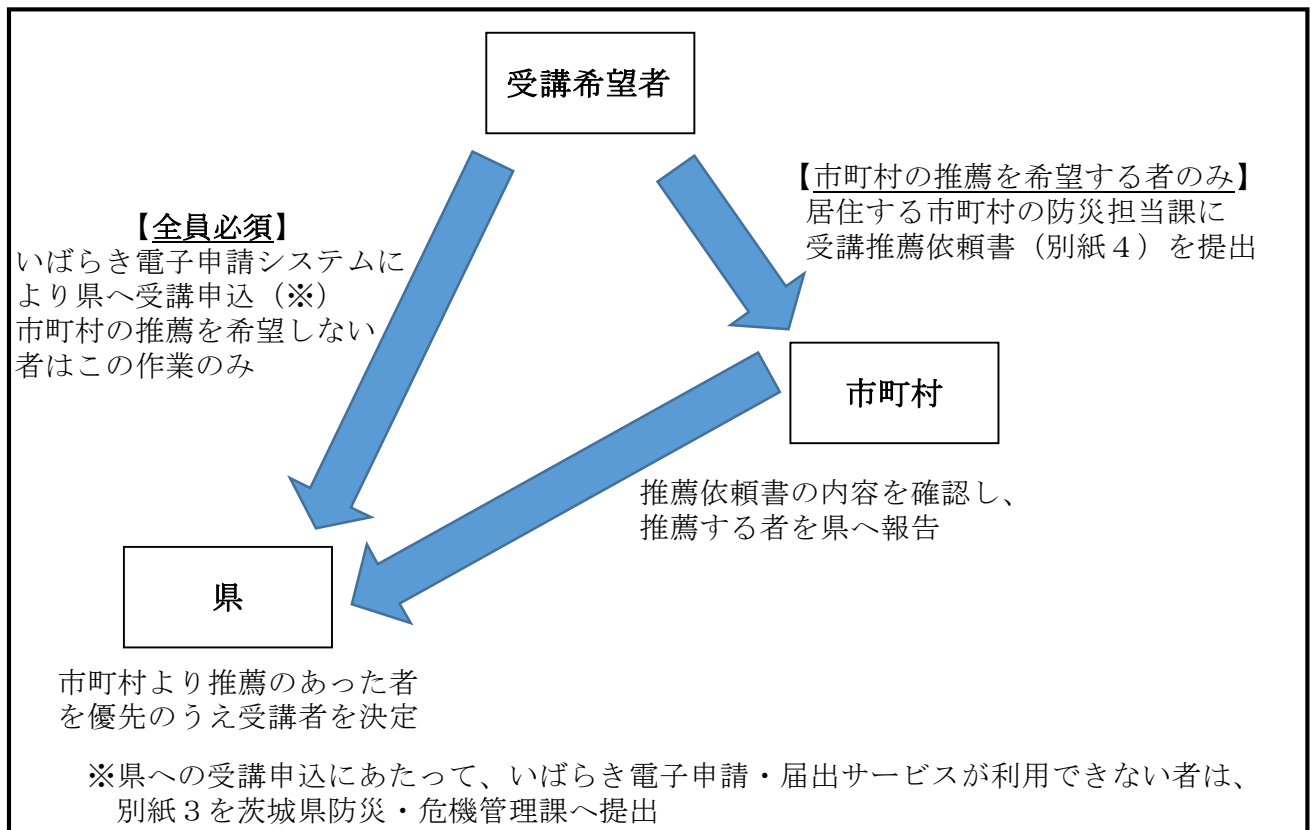 受講希望者
【市町村の推薦を希望する者のみ】
居住する市町村の防災担当課に
受講推薦依頼書（別紙４）を提出
【全員必須】
いばらき電子申請システムに
より県へ受講申込（※）
市町村の推薦を希望しない
者はこの作業のみ
市町村
推薦依頼書の内容を確認し、
推薦する者を県へ報告
県
市町村より推薦のあった者
を優先のうえ受講者を決定
※県への受講申込にあたって、いばらき電子申請・届出サービスが利用できない者は、
別紙３を茨城県防災・危機管理課へ提出